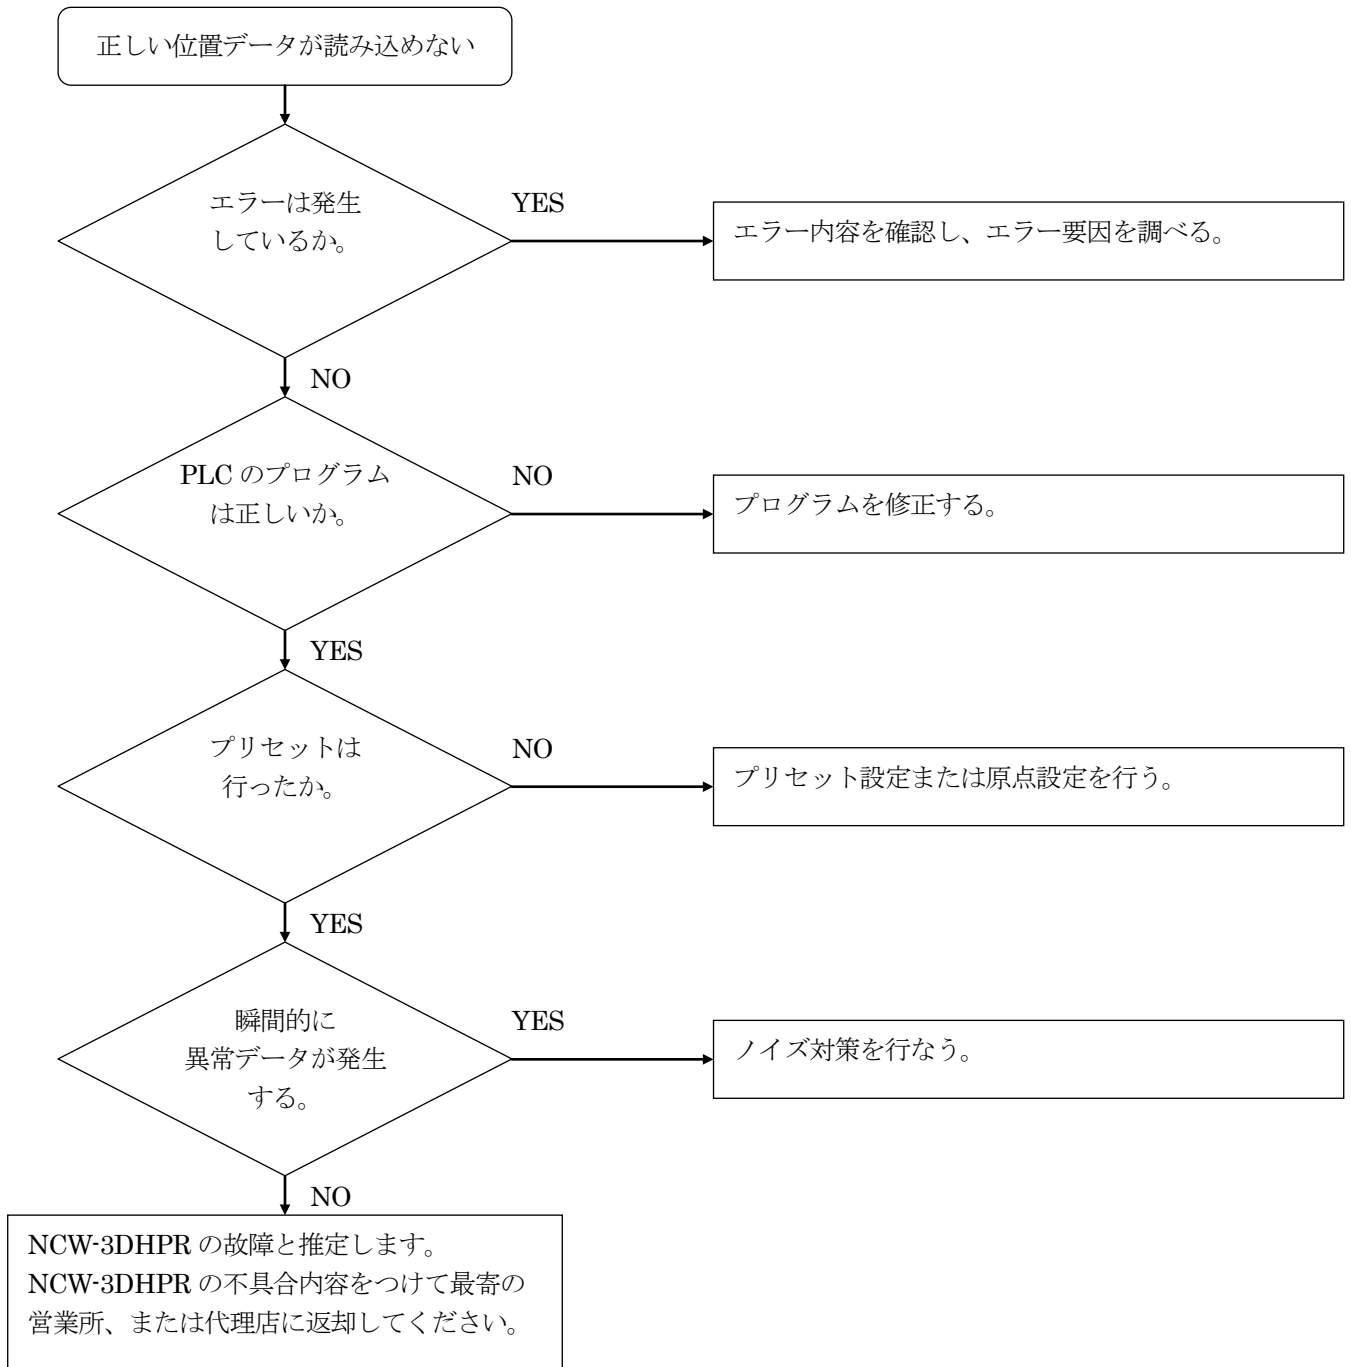 正しい位置データが読み込めない
エラーは発生
しているか。
YES
エラー内容を確認し、エラー要因を調べる。
NO
PLC のプログラム
は正しいか。
NO
プログラムを修正する。
YES
プリセットは
行ったか。
NO
プリセット設定または原点設定を行う。
YES
瞬間的に
異常データが発生
する。
YES
ノイズ対策を行なう。
NO
NCW-3DHPR の故障と推定します。
NCW-3DHPR の不具合内容をつけて最寄の
営業所、または代理店に返却してください。